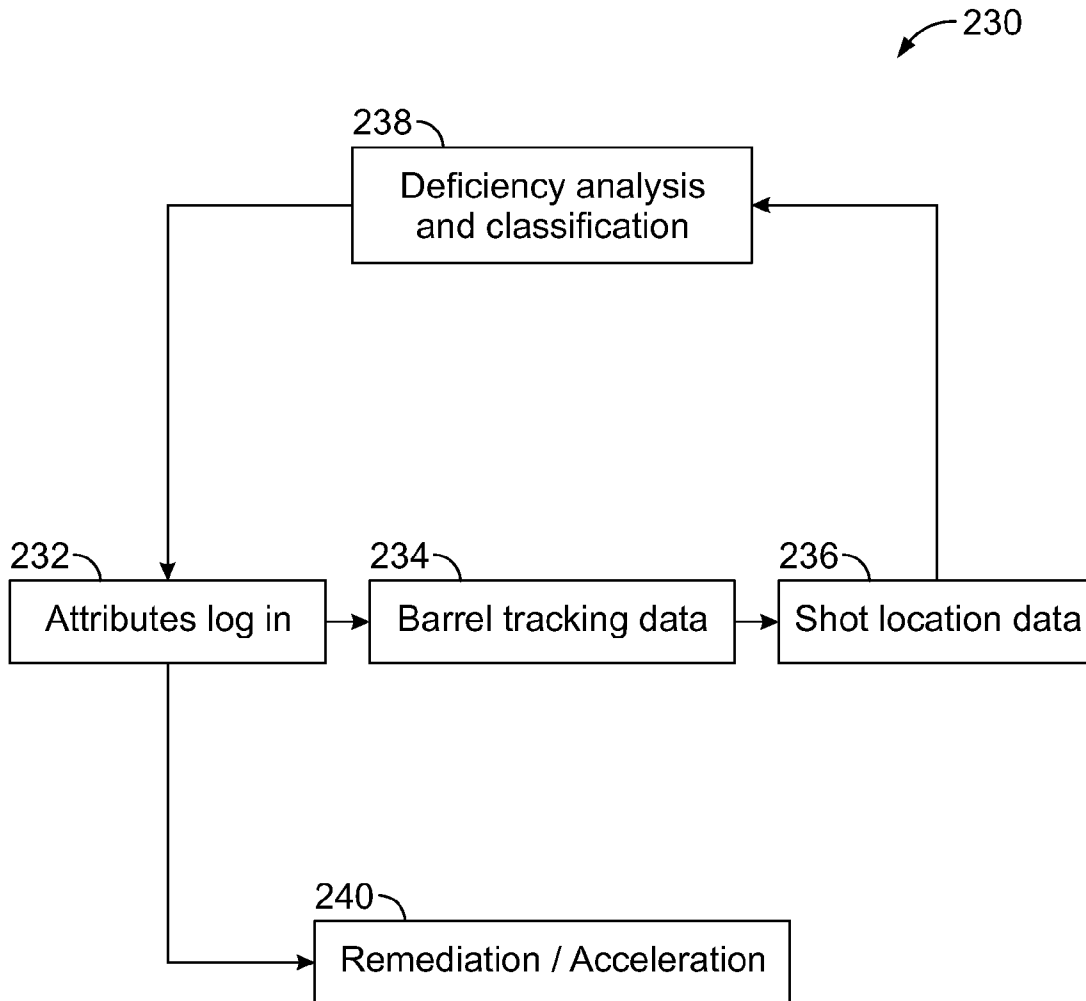 230
238
Deficiency analysis
and classification
232
Attributes log in
234
Barrel tracking data
236
Shot location data
240
Remediation / Acceleration